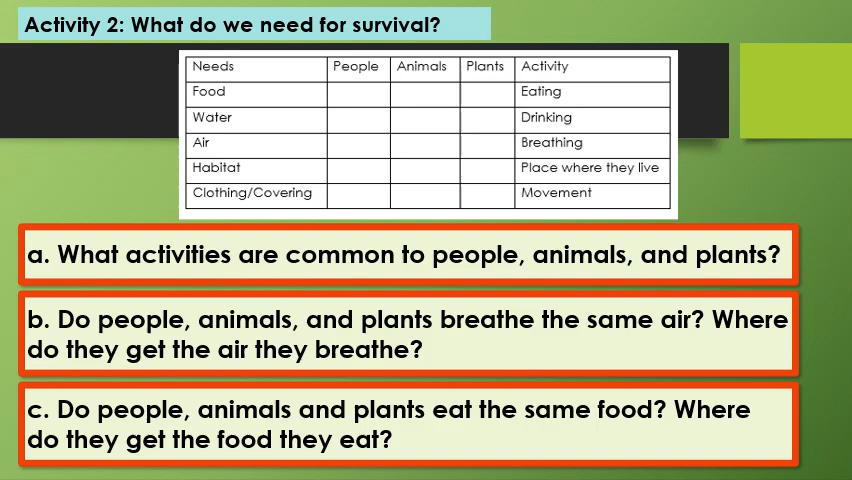 Activity 2: What do we need for survival?
Needs People Animals Plants Activity
Food Eating
Water Drinking
Air Breathing
Habitat Place where they live
Clothing/Covering Movement
a. What activities are common to people, animals, and plants?
b. Do people, animals, and plants breathe the same air? Where
do they get the air they breathe?
c. Do people, animals and plants eat the same food? Where
do they get the food they eat?